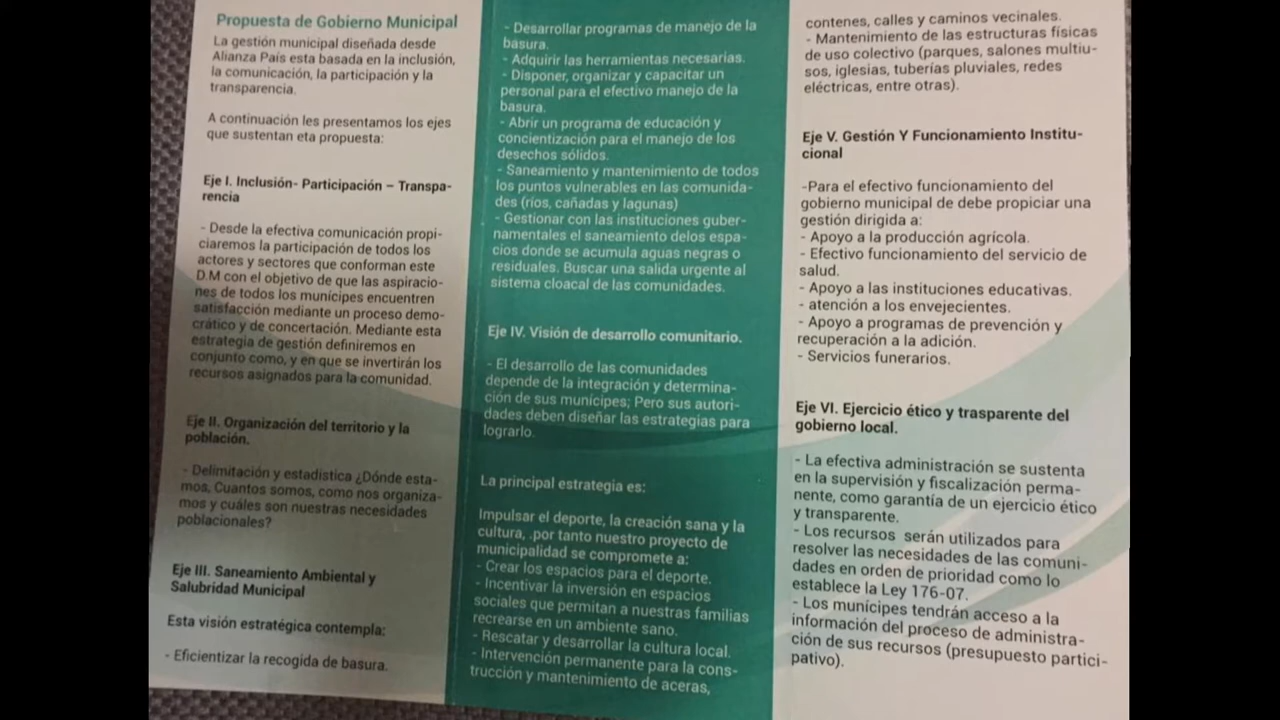 Propuesta de Gobierno Municipal
La gestión municipal diseñada desde
Alianza País esta basada en la inclusión,
la comunicación, la participación y la
transparencia.
A continuación les presentamos los ejes
que sustentan eta propuesta:
Eje I. Inclusión- Participación – Transpa-
rencia
- Desde la efectiva comunicación propi-
ciaremos la participación de todos los
actores y sectores que conforman este
D.M con el objetivo de que las aspiracio-
nes de todos los munícipes encuentren
satisfacción mediante un proceso demo-
crático y de concertación. Mediante esta
estrategia de gestión definiremos en
conjunto como, y en que se invertirán los
recursos asignados para la comunidad.
Eje II. Organización del territorio y la
población.
- Delimitación y estadística ¿Dónde esta-
mos, Cuantos somos, como nos organiza-
mos y cuáles son nuestras necesidades
poblacionales?
Eje III. Saneamiento Ambiental y
Salubridad Municipal
Esta visión estratégica contempla:
- Eficientizar la recogida de basura.
- Desarrollar programas de manejo de la
basura.
- Adquirir las herramientas necesarias.
- Disponer, organizar y capacitar un
personal para el efectivo manejo de la
basura.
- Abrir un programa de educación y
concientización para el manejo de los
desechos sólidos.
- Saneamiento y mantenimiento de todos
los puntos vulnerables en las comunida-
des (ríos, cañadas y lagunas)
- Gestionar con las instituciones guber-
namentales el saneamiento delos espa-
cios donde se acumula aguas negras o
residuales. Buscar una salida urgente al
sistema cloacal de las comunidades.
Eje IV. Visión de desarrollo comunitario.
- El desarrollo de las comunidades
depende de la integración y determina-
ción de sus munícipes; Pero sus autori-
dades deben diseñar las estrategias para
lograrlo.
La principal estrategia es:
Impulsar el deporte, la creación sana y la
cultura, .por tanto nuestro proyecto de
municipalidad se compromete a:
- Crear los espacios para el deporte.
- Incentivar la inversión en espacios
sociales que permitan a nuestras familias
recrearse en un ambiente sano.
- Rescatar y desarrollar la cultura local.
- Intervención permanente para la cons-
trucción y mantenimiento de aceras,
contenes, calles y caminos vecinales.
- Mantenimiento de las estructuras físicas
de uso colectivo (parques, salones multiu-
sos, iglesias, tuberías pluviales, redes
eléctricas, entre otras).
Eje V. Gestión Y Funcionamiento Institu-
cional
-Para el efectivo funcionamiento del
gobierno municipal de debe propiciar una
gestión dirigida a:
- Apoyo a la producción agrícola.
- Efectivo funcionamiento del servicio de
salud.
- Apoyo a las instituciones educativas.
- atención a los envejecientes.
- Apoyo a programas de prevención y
recuperación a la adición.
- Servicios funerarios.
Eje VI. Ejercicio ético y trasparente del
gobierno local.
- La efectiva administración se sustenta
en la supervisión y fiscalización perma-
nente, como garantía de un ejercicio ético
y transparente.
- Los recursos serán utilizados para
resolver las necesidades de las comuni-
dades en orden de prioridad como lo
establece la Ley 176-07.
- Los munícipes tendrán acceso a la
información del proceso de administra-
ción de sus recursos (presupuesto partici-
pativo).